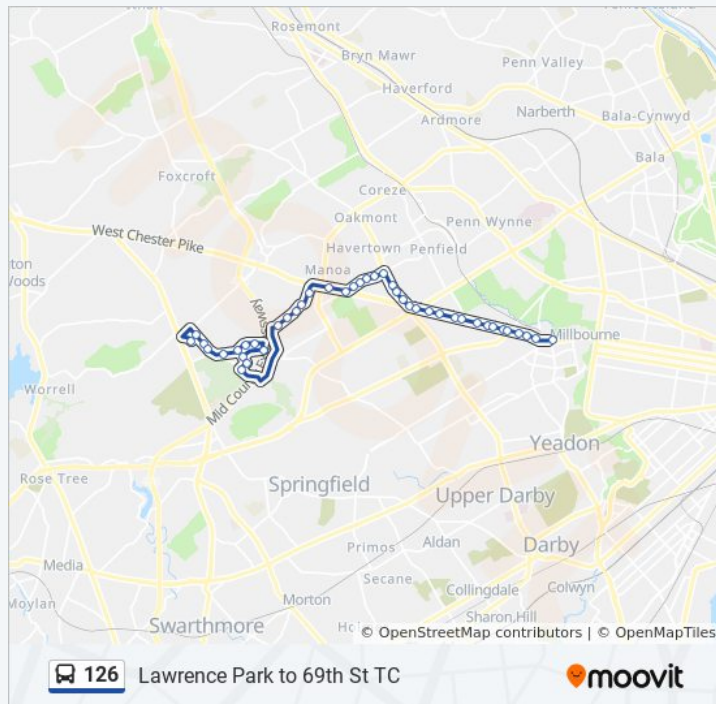 Rosemont
Bryn Mawr
Penn Valley
Haverford
Narberth
Bala-Cynwyd
Ardmore
Bala
Foxcroft
Coreze
Oakmont
Penn Wynne
West Chester Pike
Havertown
Penfield
Manoa
Woods
Millbourne
Mid Coun
Worrell
Yeadon
Rose Tree
Springfield
Upper Darby
Primos
Aldan
Darby
Media
Secane
Collingdale
Colwyn
Moylan
Morton
Sharon Hill
Swarthmore
© OpenStreetMap contributors | © OpenMapTiles
126
Lawrence Park to 69th St TC
moovit